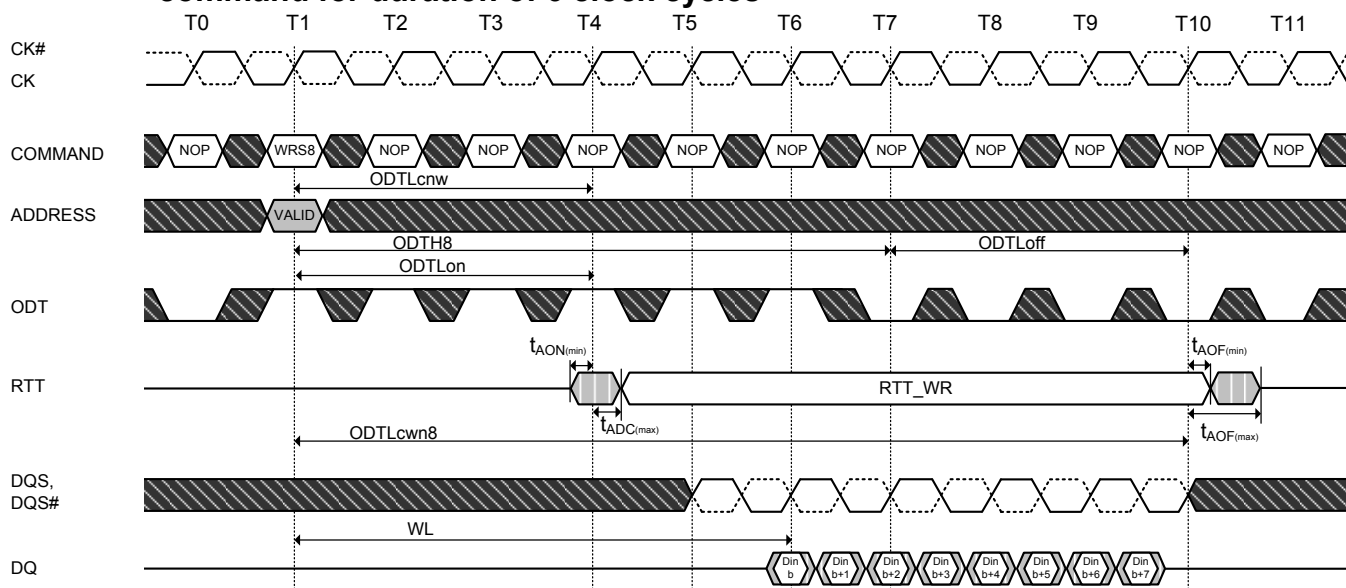 command for duration of 6 clock cycles
T0 T1 T2 T3 T4 T5 T6 T7 T8 T9 T10 T11
CK#
CK
COMMAND NOP WRS8 NOP NOP NOP NOP NOP NOP NOP NOP NOP NOP
ODTLcnw
ADDRESS VALID
ODTH8 ODTLoff
ODTLon
ODT
tAON(min) tAOF(min)
RTT RTT_WR
tADC(max) tAOF(max)
ODTLcwn8
DQS,
DQS#
WL
DQ Din b Din b+1 Din b+2 Din b+3 Din b+4 Din b+5 Din b+6 Din b+7